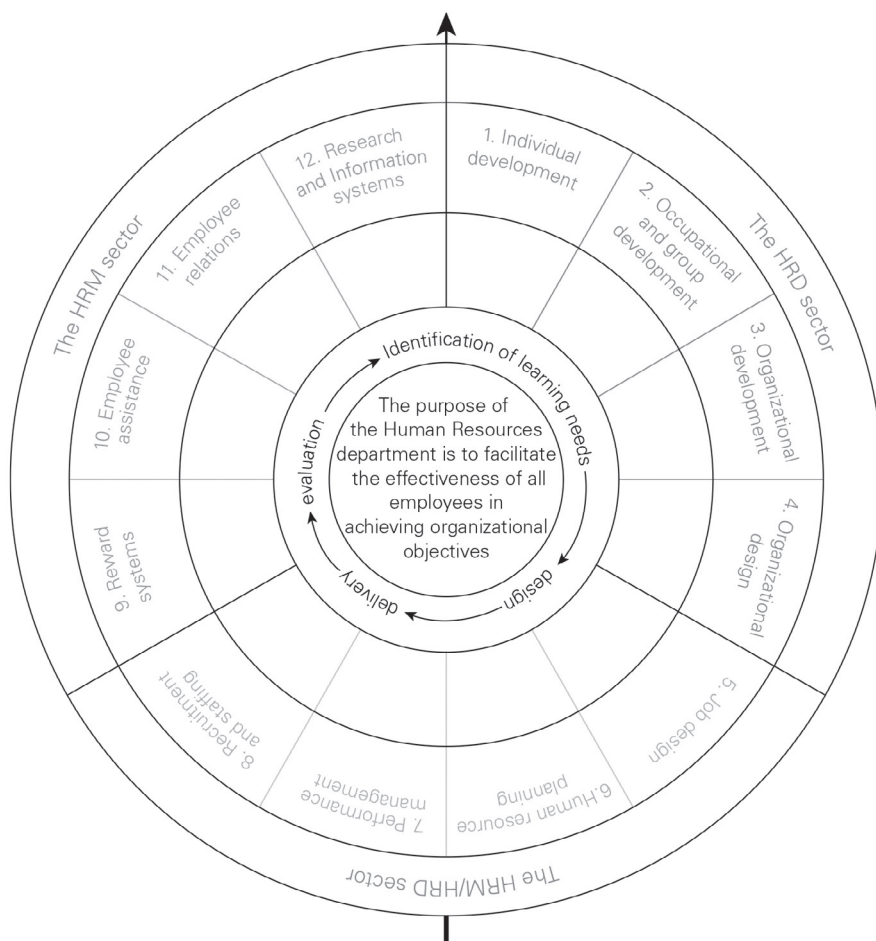 The HRM sector
The HRD sector
The HRM/HRD sector
1. Individual
development
2. Occupational
and group
development
3. Organizational
development
4. Organizational
design
5. Job design
6.Human resource
planning
7. Performance
management
8. Recruitment
and staffing
9. Reward
systems
10. Employee
assistance
11. Employee
relations
12. Research
and Information
systems
Identification of learning needs
design
delivery
evaluation
The purpose of
the Human Resources
department is to facilitate
the effectiveness of all
employees in
achieving organizational
objectives